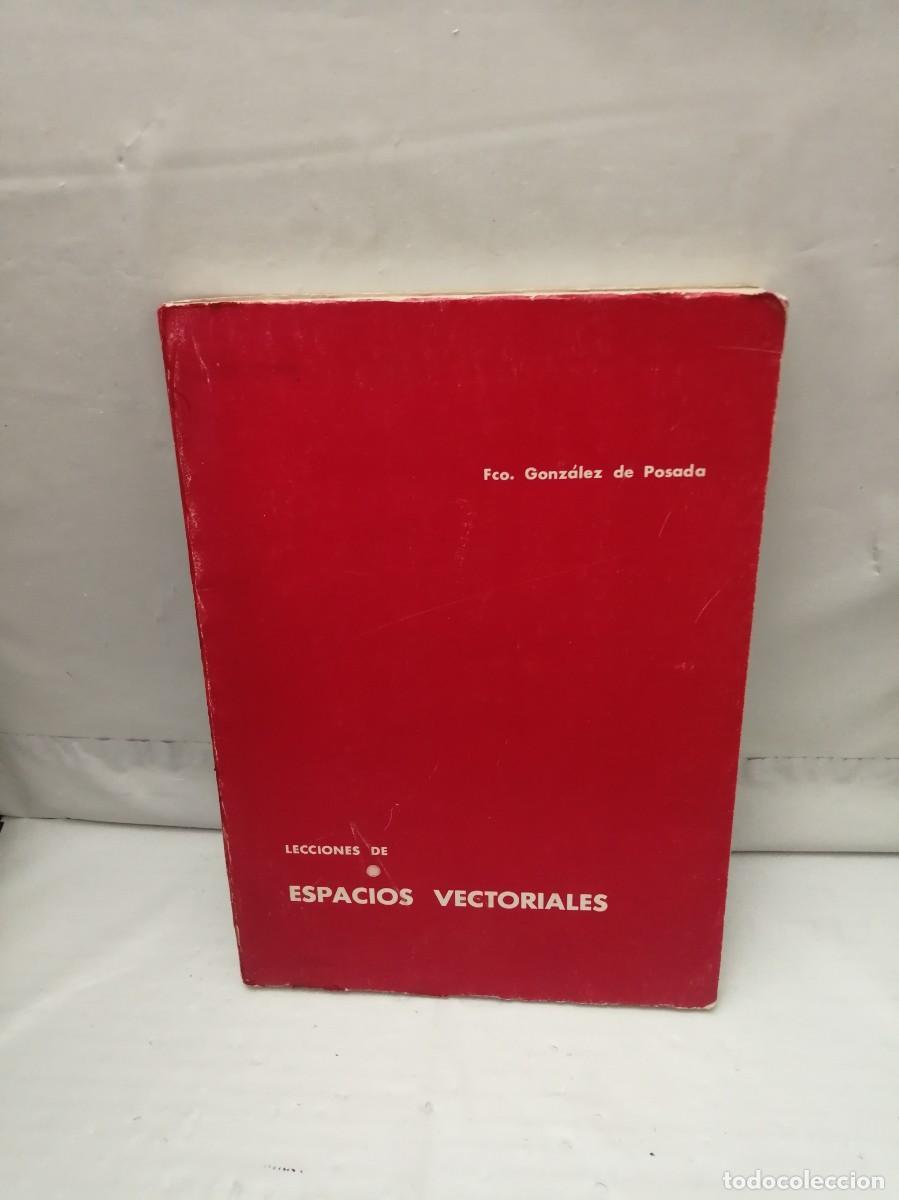 Fco. González de Posada
LECCIONES DE
ESPACIOS VECTORIALES
todocoleccion